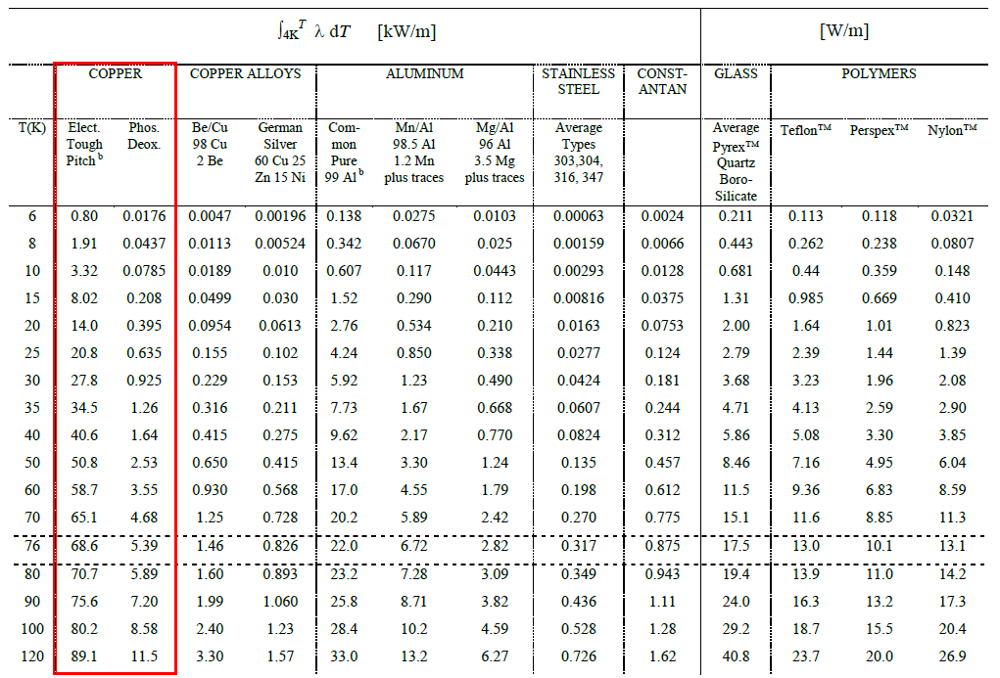 ∫4K^T λ dT [kW/m] [W/m]
COPPER COPPER ALLOYS ALUMINUM STAINLESS STEEL CONST-ANTAN GLASS POLYMERS
T(K) Elect. Tough Pitch b Phos. Deox. Be/Cu 98 Cu 2 Be German Silver 60 Cu 25 Zn 15 Ni Com-mon Pure 99 Al b Mn/Al 98.5 Al 1.2 Mn plus traces Mg/Al 96 Al 3.5 Mg plus traces Average Types 303,304, 316, 347 Average Pyrex™ Quartz Boro-Silicate Teflon™ Perspex™ Nylon™
6 0.80 0.0176 0.0047 0.00196 0.138 0.0275 0.0103 0.00063 0.0024 0.211 0.113 0.118 0.0321
8 1.91 0.0437 0.0113 0.00524 0.342 0.0670 0.025 0.00159 0.0066 0.443 0.262 0.238 0.0807
10 3.32 0.0785 0.0189 0.010 0.607 0.117 0.0443 0.00293 0.0128 0.681 0.44 0.359 0.148
15 8.02 0.208 0.0499 0.030 1.52 0.290 0.112 0.00816 0.0375 1.31 0.985 0.669 0.410
20 14.0 0.395 0.0954 0.0613 2.76 0.534 0.210 0.0163 0.0753 2.00 1.64 1.01 0.823
25 20.8 0.635 0.155 0.102 4.24 0.850 0.338 0.0277 0.124 2.79 2.39 1.44 1.39
30 27.8 0.925 0.229 0.153 5.92 1.23 0.490 0.0424 0.181 3.68 3.23 1.96 2.08
35 34.5 1.26 0.316 0.211 7.73 1.67 0.668 0.0607 0.244 4.71 4.13 2.59 2.90
40 40.6 1.64 0.415 0.275 9.62 2.17 0.770 0.0824 0.312 5.86 5.08 3.30 3.85
50 50.8 2.53 0.650 0.415 13.4 3.30 1.24 0.135 0.457 8.46 7.16 4.95 6.04
60 58.7 3.55 0.930 0.568 17.0 4.55 1.79 0.198 0.612 11.5 9.36 6.83 8.59
70 65.1 4.68 1.25 0.728 20.2 5.89 2.42 0.270 0.775 15.1 11.6 8.85 11.3
76 68.6 5.39 1.46 0.826 22.0 6.72 2.82 0.317 0.875 17.5 13.0 10.1 13.1
80 70.7 5.89 1.60 0.893 23.2 7.28 3.09 0.349 0.943 19.4 13.9 11.0 14.2
90 75.6 7.20 1.99 1.060 25.8 8.71 3.82 0.436 1.11 24.0 16.3 13.2 17.3
100 80.2 8.58 2.40 1.23 28.4 10.2 4.59 0.528 1.28 29.2 18.7 15.5 20.4
120 89.1 11.5 3.30 1.57 33.0 13.2 6.27 0.726 1.62 40.8 23.7 20.0 26.9